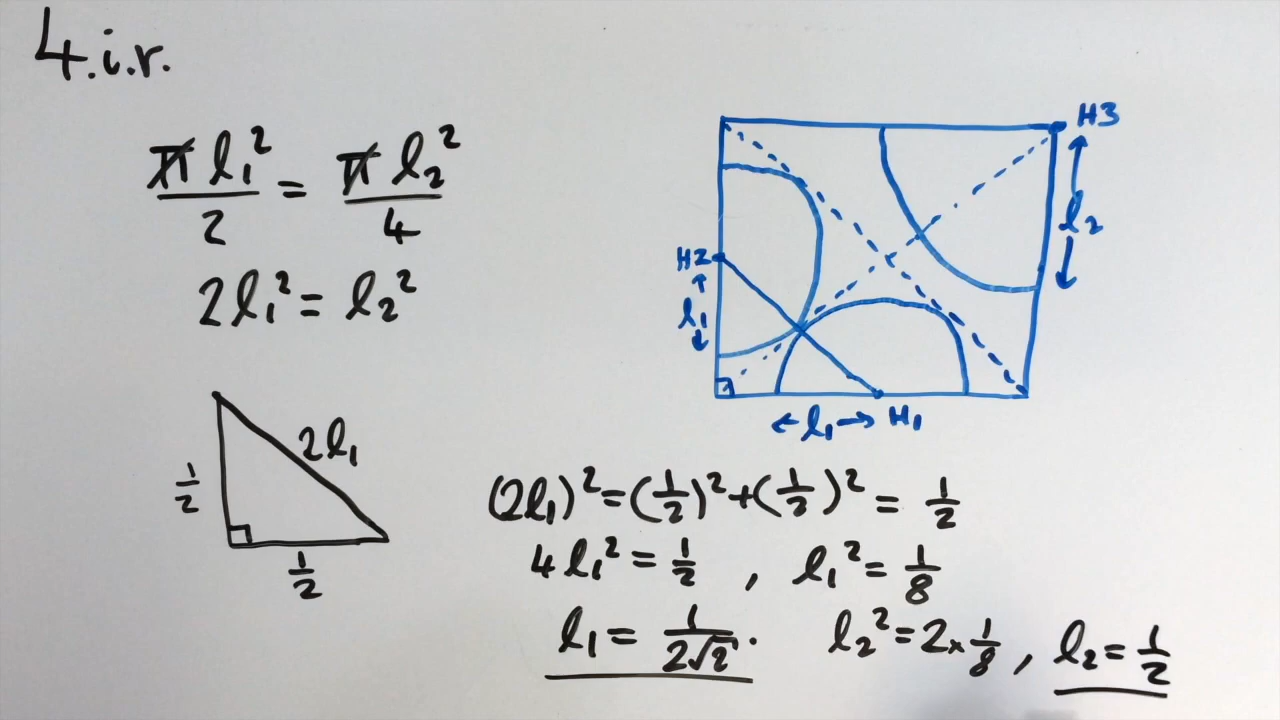 4.i.r.
πl₁²/2 = πl₂²/4
2l₁² = l₂²
H3
l₂
H2
l₁
← l₁ → H₁
1/2
2l₁
1/2
(2l₁)² = (1/2)² + (1/2)² = 1/2
4l₁² = 1/2 , l₁² = 1/8
l₁ = 1/2√2 . l₂² = 2 × 1/8 , l₂ = 1/2